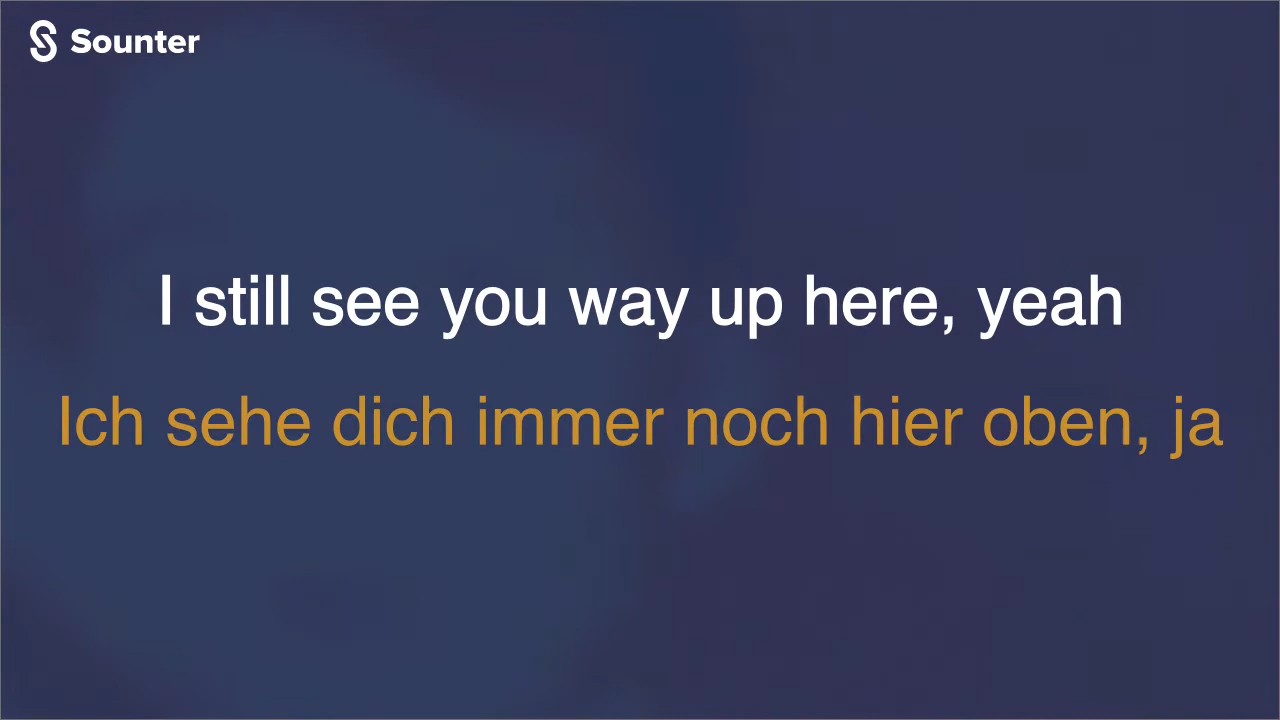 Sounter
I still see you way up here, yeah
Ich sehe dich immer noch hier oben, ja